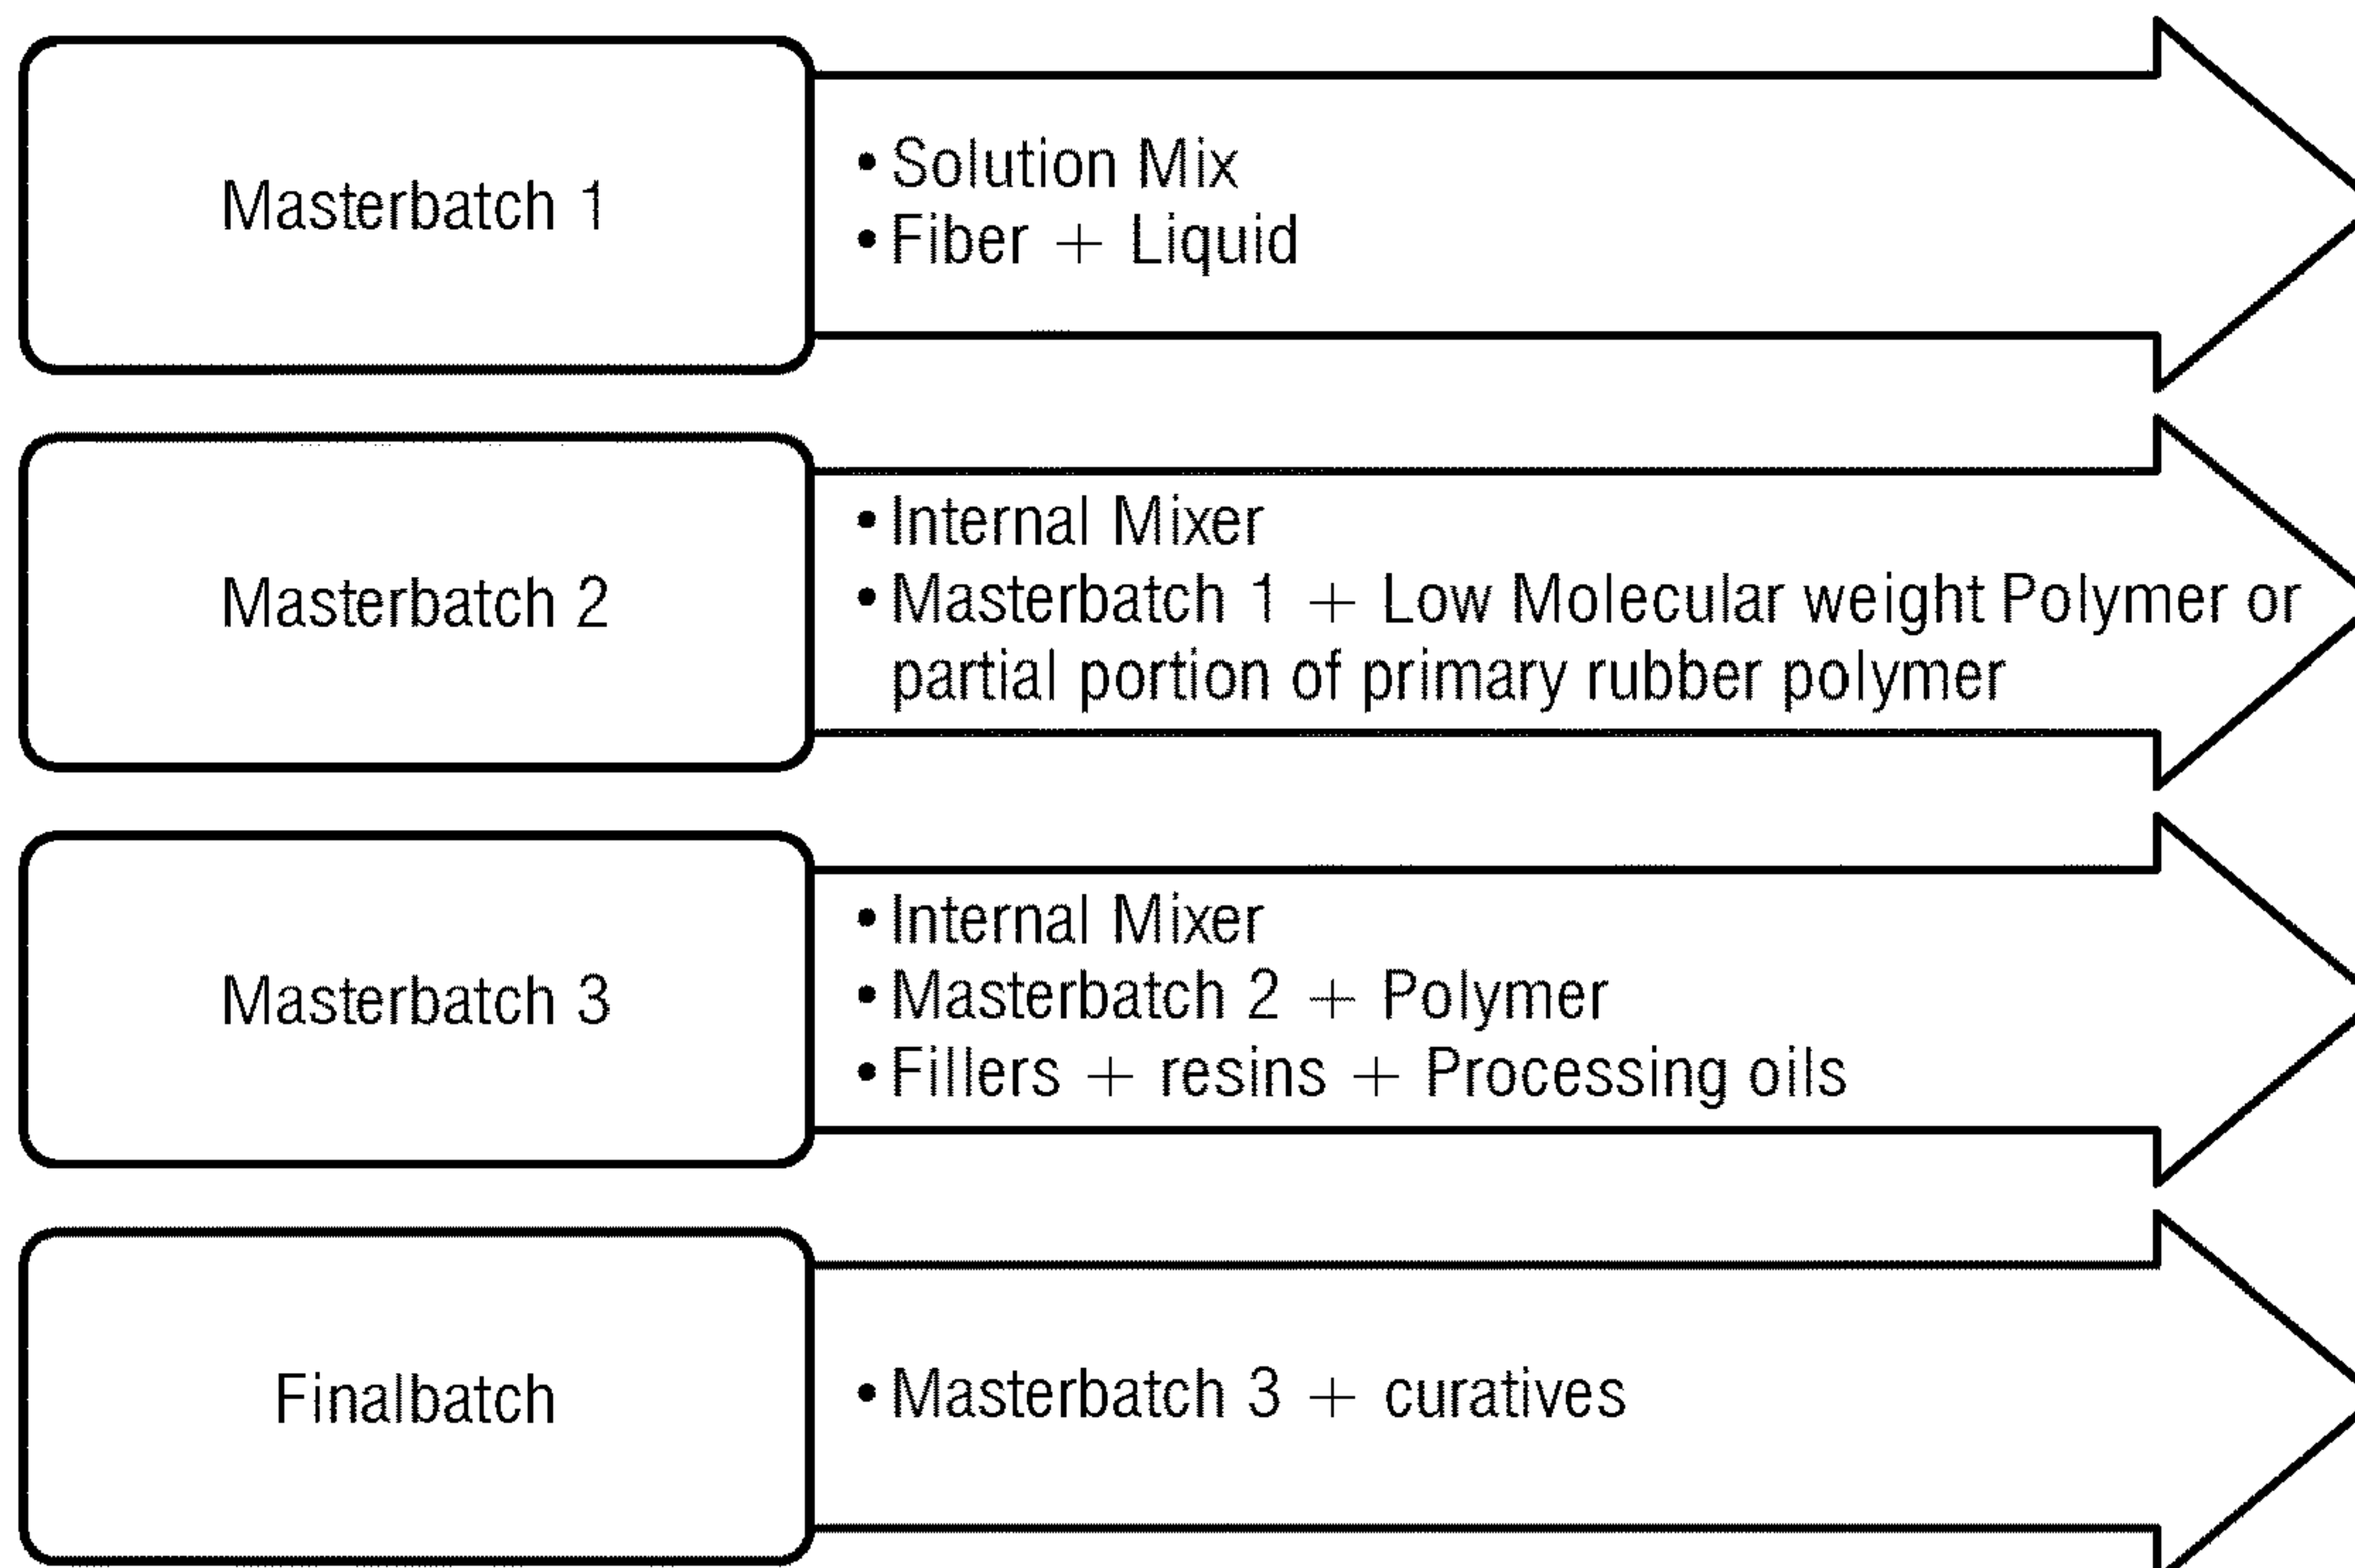 Masterbatch 1
• Solution Mix
• Fiber + Liquid
Masterbatch 2
• Internal Mixer
• Masterbatch 1 + Low Molecular weight Polymer or
partial portion of primary rubber polymer
Masterbatch 3
• Internal Mixer
• Masterbatch 2 + Polymer
• Fillers + resins + Processing oils
Finalbatch
• Masterbatch 3 + curatives